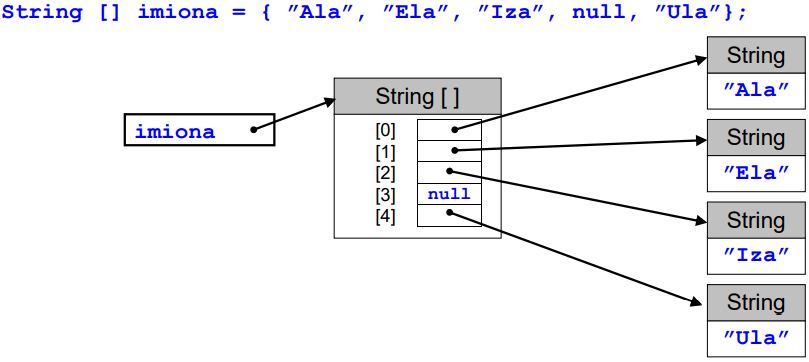 String [] imiona = { ”Ala”, ”Ela”, ”Iza”, null, ”Ula”};
String
”Ala”
String [ ]
imiona
[0]
[1]
[2]
[3] null
[4]
String
”Ela”
String
”Iza”
String
”Ula”